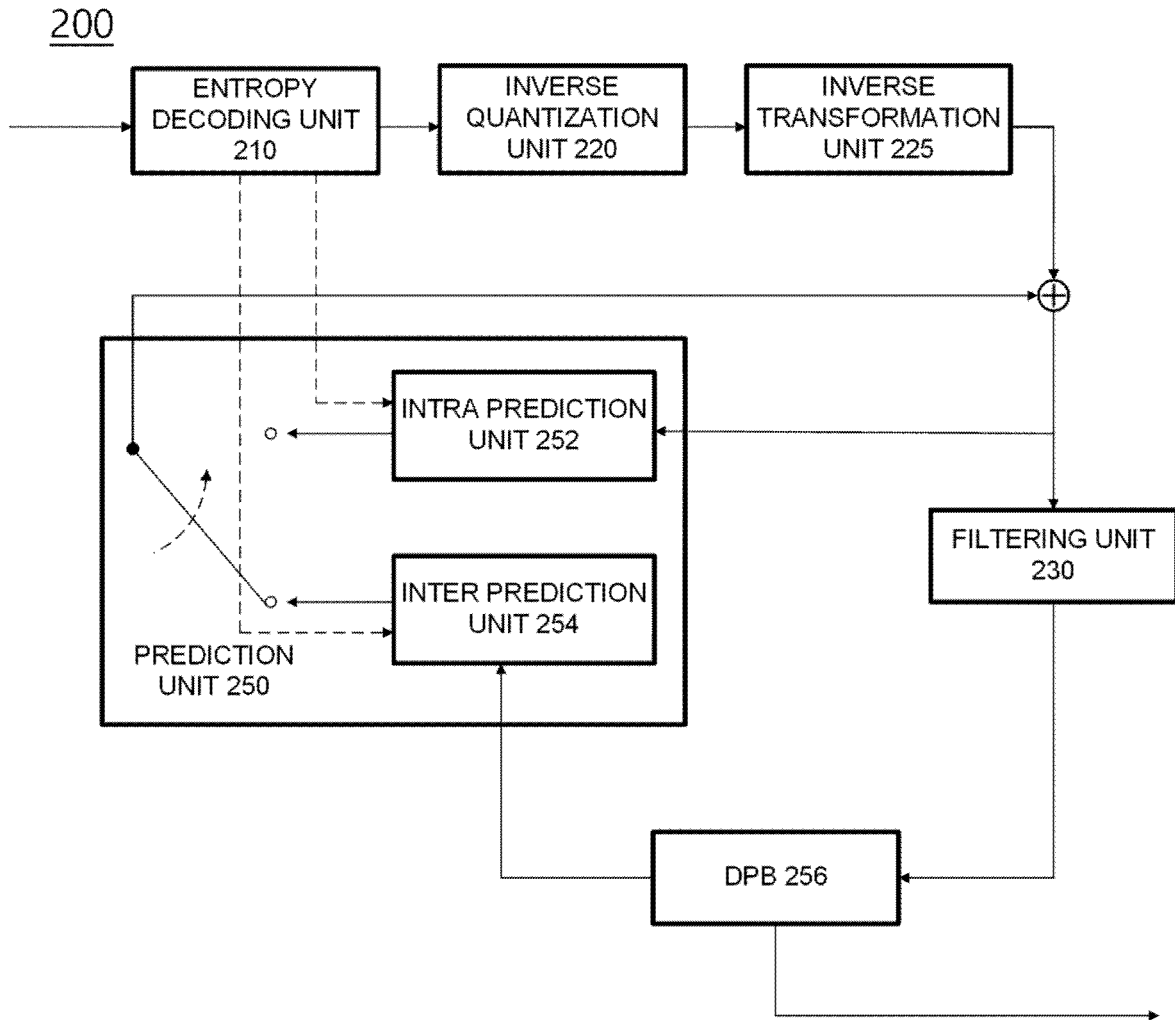 200
ENTROPY
DECODING UNIT
210
INVERSE
QUANTIZATION
UNIT 220
INVERSE
TRANSFORMATION
UNIT 225
INTRA PREDICTION
UNIT 252
FILTERING UNIT
230
INTER PREDICTION
UNIT 254
PREDICTION
UNIT 250
DPB 256